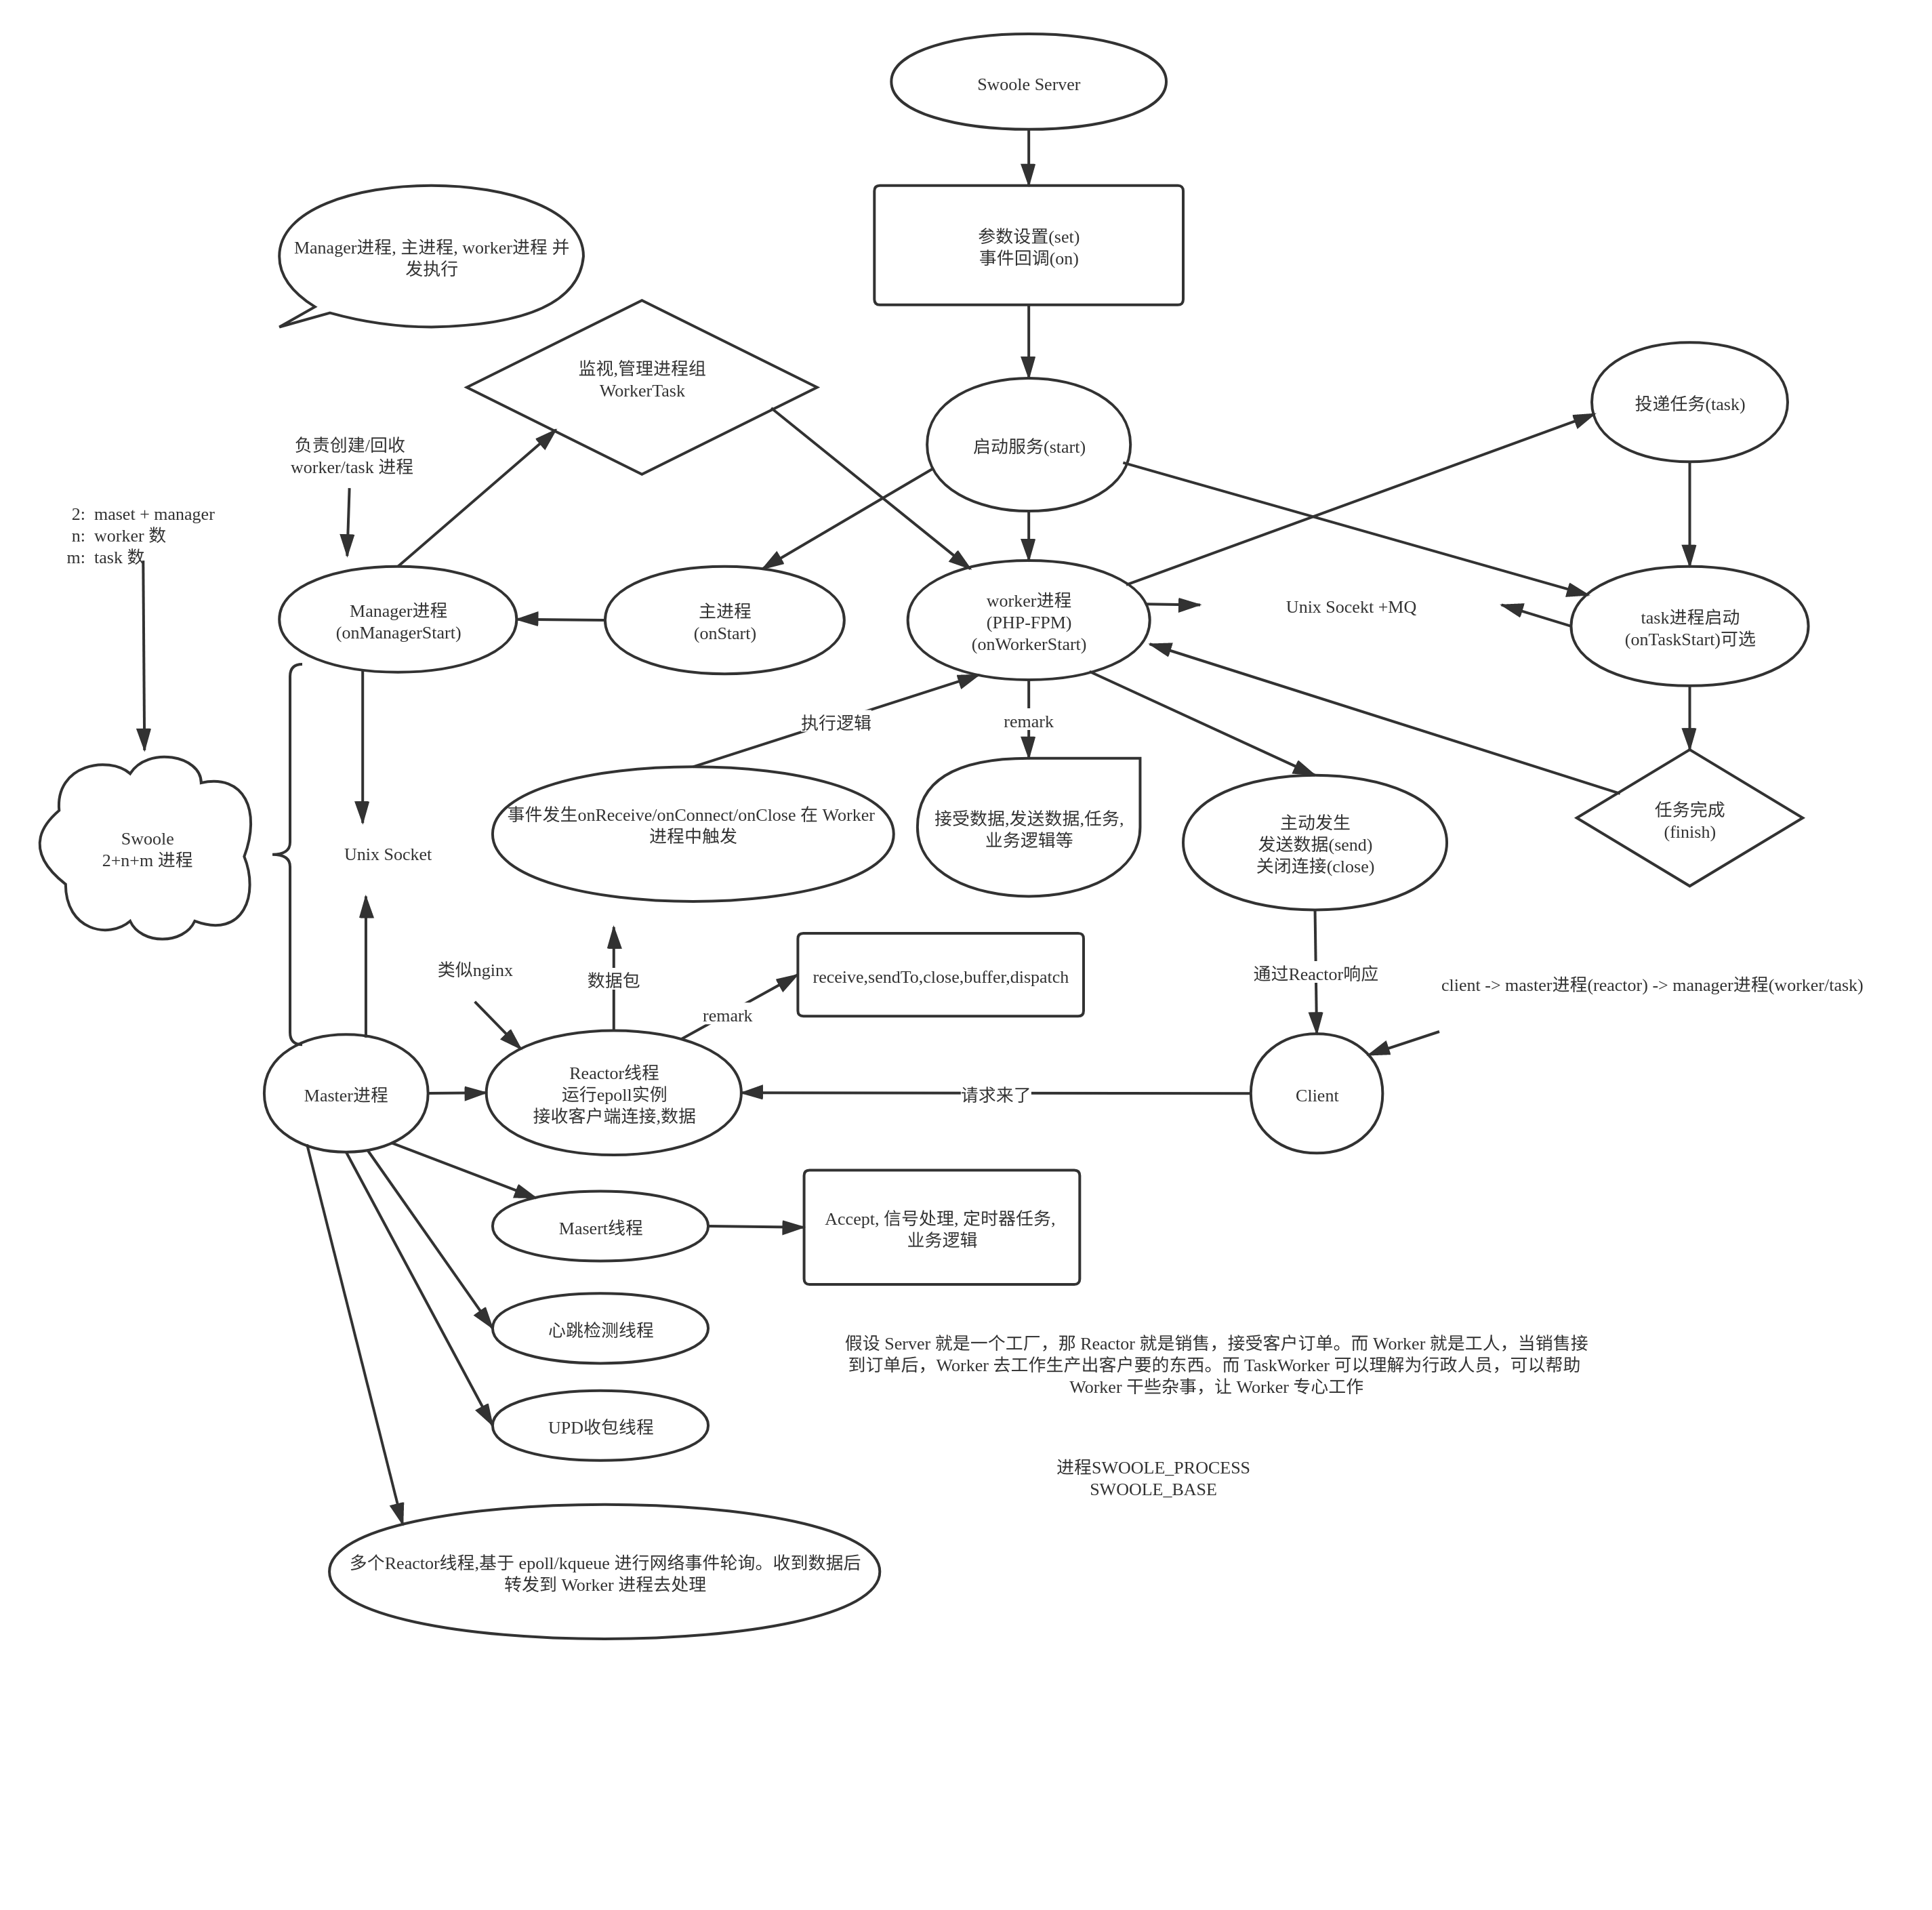 Swoole Server
参数设置(set)
事件回调(on)
Manager进程, 主进程, worker进程 并
发执行
监视,管理进程组
WorkerTask
启动服务(start)
投递任务(task)
负责创建/回收
worker/task 进程
2: maset + manager
n: worker 数
m: task 数
Manager进程
(onManagerStart)
主进程
(onStart)
worker进程
(PHP-FPM)
(onWorkerStart)
Unix Socekt +MQ
task进程启动
(onTaskStart)可选
执行逻辑
remark
Swoole
2+n+m 进程
Unix Socket
事件发生onReceive/onConnect/onClose 在 Worker
进程中触发
接受数据,发送数据,任务,
业务逻辑等
主动发生
发送数据(send)
关闭连接(close)
任务完成
(finish)
类似nginx
数据包
remark
receive,sendTo,close,buffer,dispatch
通过Reactor响应
client -> master进程(reactor) -> manager进程(worker/task)
Master进程
Reactor线程
运行epoll实例
接收客户端连接,数据
请求来了
Client
Masert线程
Accept, 信号处理, 定时器任务,
业务逻辑
心跳检测线程
UPD收包线程
假设 Server 就是一个工厂，那 Reactor 就是销售，接受客户订单。而 Worker 就是工人，当销售接
到订单后，Worker 去工作生产出客户要的东西。而 TaskWorker 可以理解为行政人员，可以帮助
Worker 干些杂事，让 Worker 专心工作
进程SWOOLE_PROCESS
SWOOLE_BASE
多个Reactor线程,基于 epoll/kqueue 进行网络事件轮询。收到数据后
转发到 Worker 进程去处理